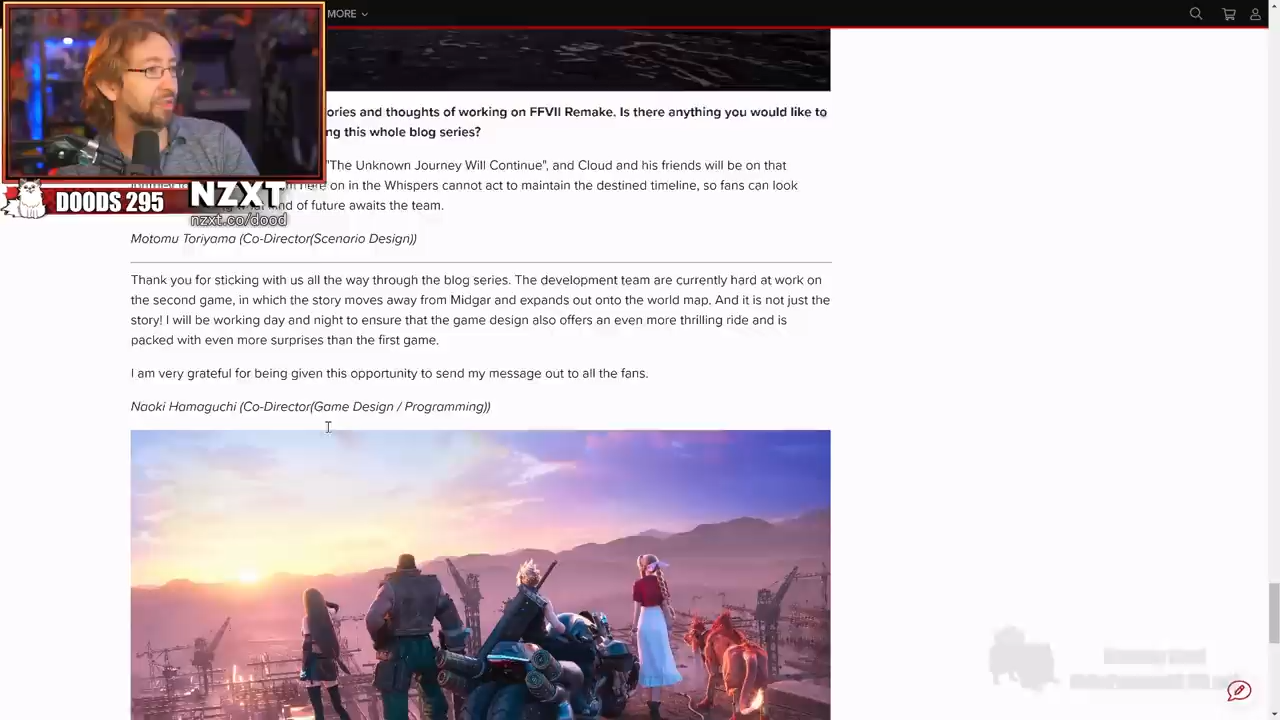 MORE
ories and thoughts of working on FFVII Remake. Is there anything you would like to
ng this whole blog series?
"The Unknown Journey Will Continue", and Cloud and his friends will be on that
here on in the Whispers cannot act to maintain the destined timeline, so fans can look
ind of future awaits the team.
DOODS 295
NZXT
nzxt.co/dood
Motomu Toriyama (Co-Director(Scenario Design))
Thank you for sticking with us all the way through the blog series. The development team are currently hard at work on
the second game, in which the story moves away from Midgar and expands out onto the world map. And it is not just the
story! I will be working day and night to ensure that the game design also offers an even more thrilling ride and is
packed with even more surprises than the first game.
I am very grateful for being given this opportunity to send my message out to all the fans.
Naoki Hamaguchi (Co-Director(Game Design / Programming))